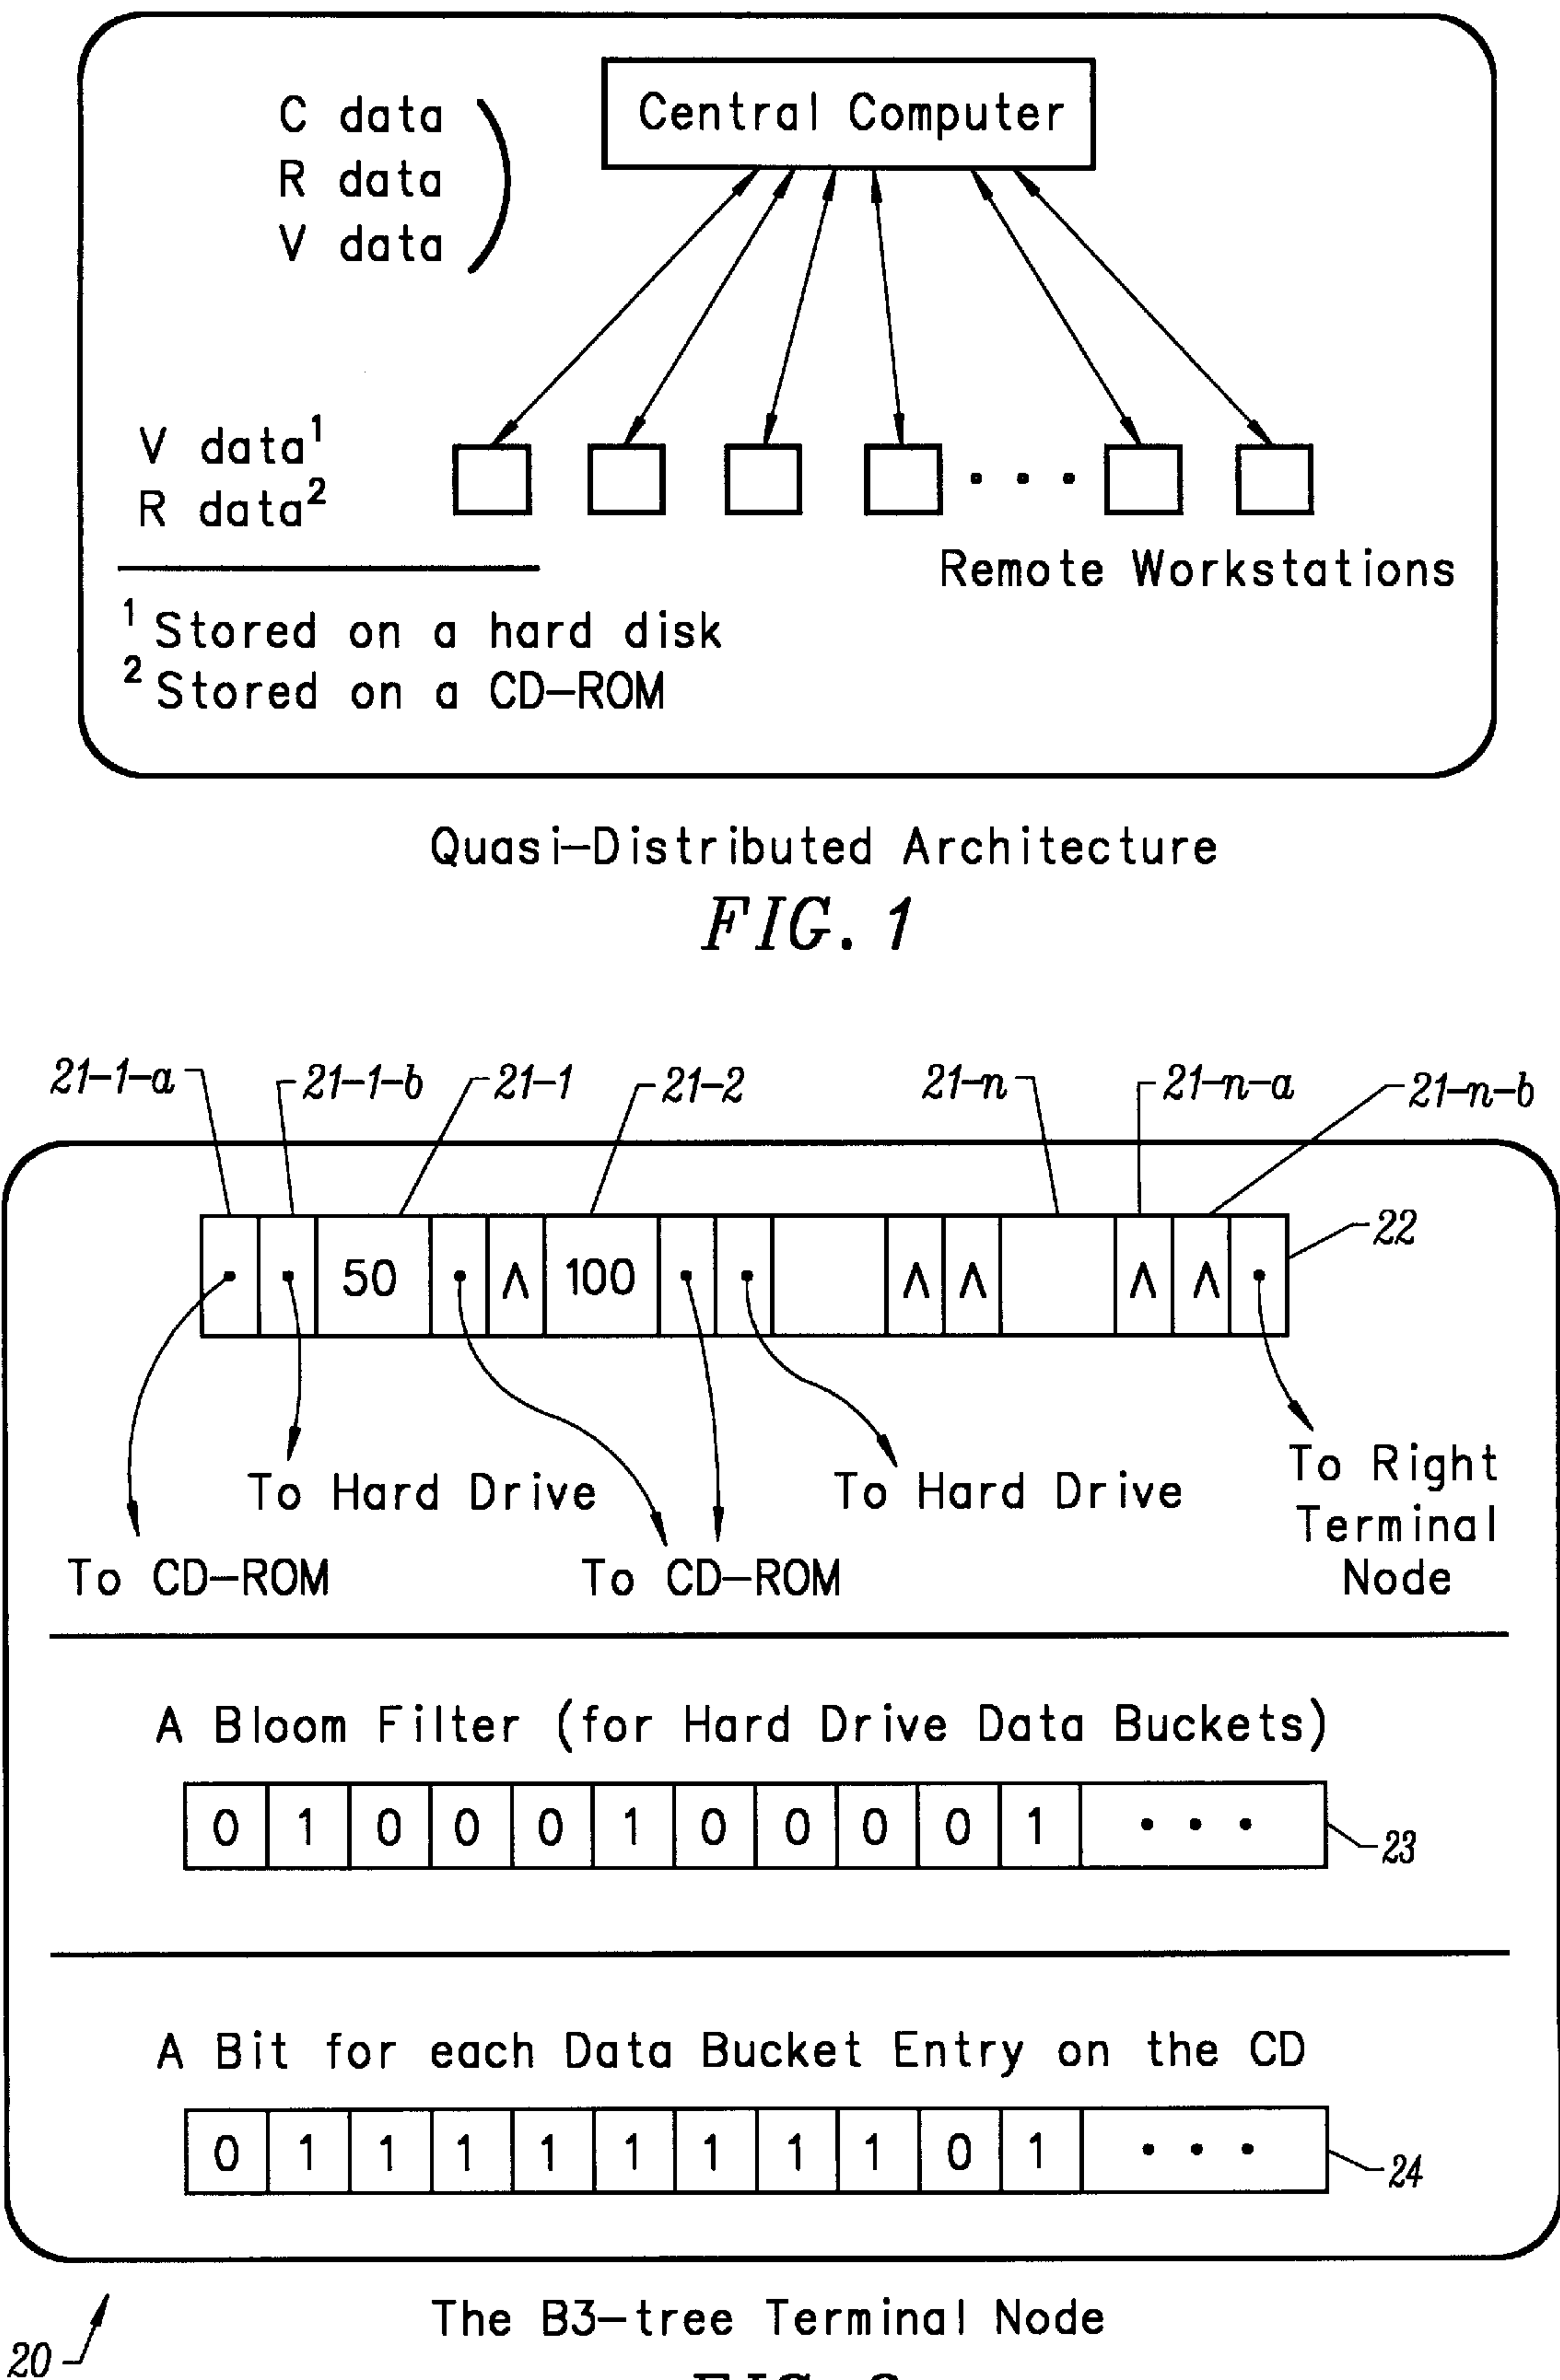 C data
R data
V data
Central Computer
V data¹
R data²
Remote Workstations
¹ Stored on a hard disk
² Stored on a CD-ROM
Quasi-Distributed Architecture
FIG. 1
21-1-a 21-1-b 21-1 21-2 21-n 21-n-a 21-n-b
22
50 Λ 100 Λ Λ Λ Λ
To Hard Drive
To Hard Drive
To Right
Terminal
Node
To CD-ROM
To CD-ROM
A Bloom Filter (for Hard Drive Data Buckets)
0 1 0 0 0 1 0 0 0 0 1 • • •
23
A Bit for each Data Bucket Entry on the CD
0 1 1 1 1 1 1 1 1 0 1 • • •
24
The B3-tree Terminal Node
20